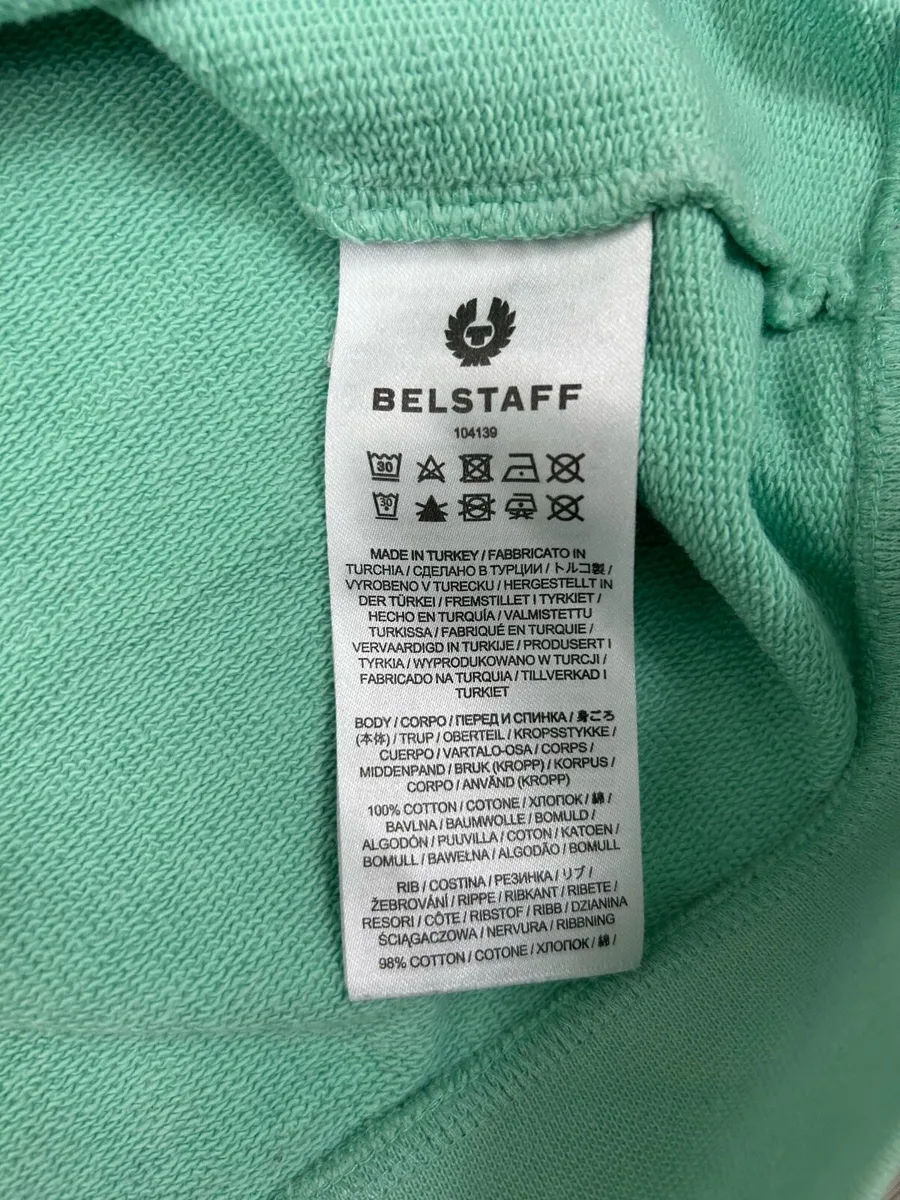 BELSTAFF
104139
30
30
MADE IN TURKEY / FABBRICATO IN
TURCHIA / СДЕЛАНО В ТУРЦИИ / トルコ製 /
VYROBENO V TURECKU / HERGESTELLT IN
DER TÜRKEI / FREMSTILLET I TYRKIET /
HECHO EN TURQUÍA / VALMISTETTU
TURKISSA / FABRIQUÉ EN TURQUIE /
VERVAARDIGD IN TURKIJE / PRODUSERT I
TYRKIA / WYPRODUKOWANO W TURCJI /
FABRICADO NA TURQUIA / TILLVERKAD I
TURKIET
BODY / CORPO / ПЕРЕД И СПИНКА / 身ごろ
(本体) / TRUP / OBERTEIL / KROPSSTYKKE /
CUERPO / VARTALO-OSA / CORPS /
MIDDENPAND / BRUK (KROPP) / KORPUS /
CORPO / ANVÄND (KROPP)
100% COTTON / COTONE / ХЛОПОК / 綿 /
BAVLNA / BAUMWOLLE / BOMULD /
ALGODÓN / PUUVILLA / COTON / KATOEN /
BOMULL / BAWEŁNA / ALGODÃO / BOMULL
RIB / COSTINA / РЕЗИНКА / リブ /
ŽEBROVÁNÍ / RIPPE / RIBKANT / RIBETE /
RESORI / CÔTE / RIBSTOF / RIBB / DZIANINA
ŚCIĄGACZOWA / NERVURA / RIBBNING
98% COTTON / COTONE / ХЛОПОК / 綿 /